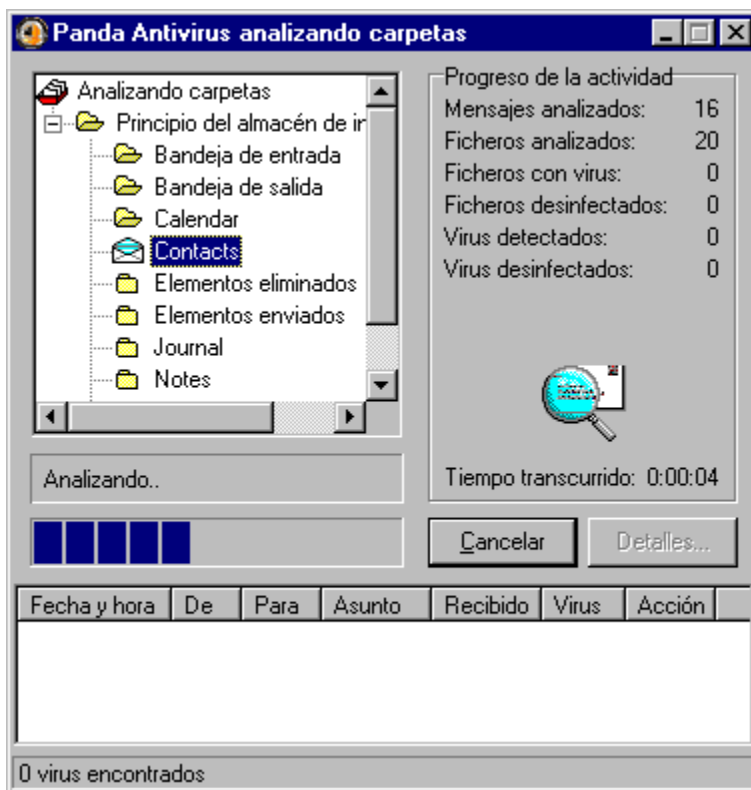 Panda Antivirus analizando carpetas
Analizando carpetas
Principio del almacén de
Bandeja de entrada
Bandeja de salida
Calendar
Contacts
Elementos eliminados
Elementos enviados
Journal
Notes
Analizando..
Progreso de la actividad
Mensajes analizados: 16
Ficheros analizados: 20
Ficheros con virus: 0
Ficheros desinfectados: 0
Virus detectados: 0
Virus desinfectados: 0
Tiempo transcurrido: 0:00:04
Cancelar
Detalles...
Fecha y hora De Para Asunto Recibido Virus Acción
0 virus encontrados